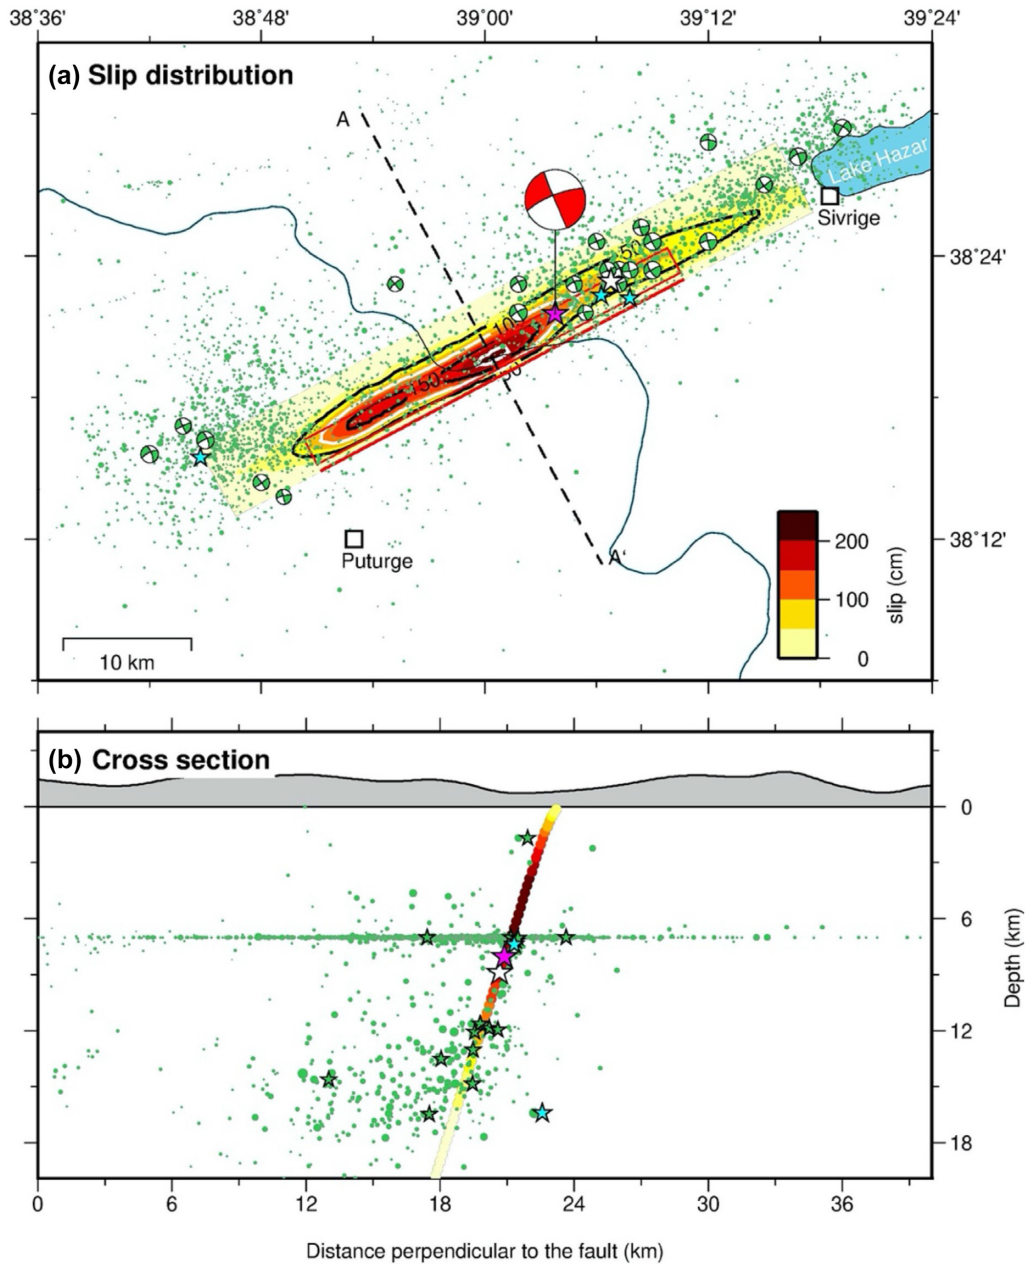 38°36' 38°48' 39°00' 39°12' 39°24'
(a) Slip distribution
A
Lake Hazar
Sivrige
50
38°24'
10
150
50
A'
38°12'
Puturge
200
100
0
slip (cm)
10 km
(b) Cross section
0
6
12
18
Depth (km)
0 6 12 18 24 30 36
Distance perpendicular to the fault (km)